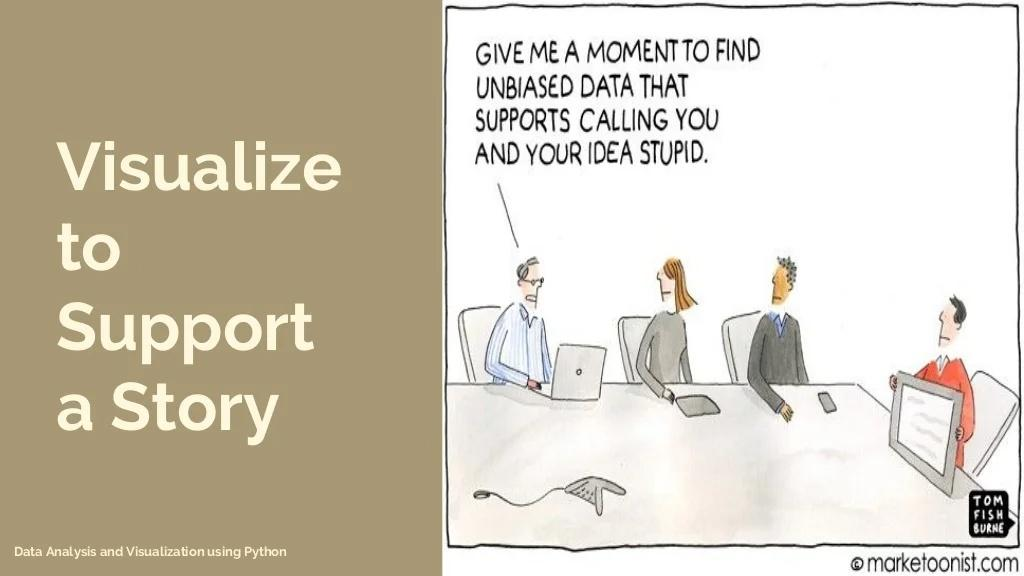 Visualize
to
Support
a Story
Data Analysis and Visualization using Python
GIVE ME A MOMENT TO FIND
UNBIASED DATA THAT
SUPPORTS CALLING YOU
AND YOUR IDEA STUPID.
TOM
FISH
BURNE
© marketoonist.com